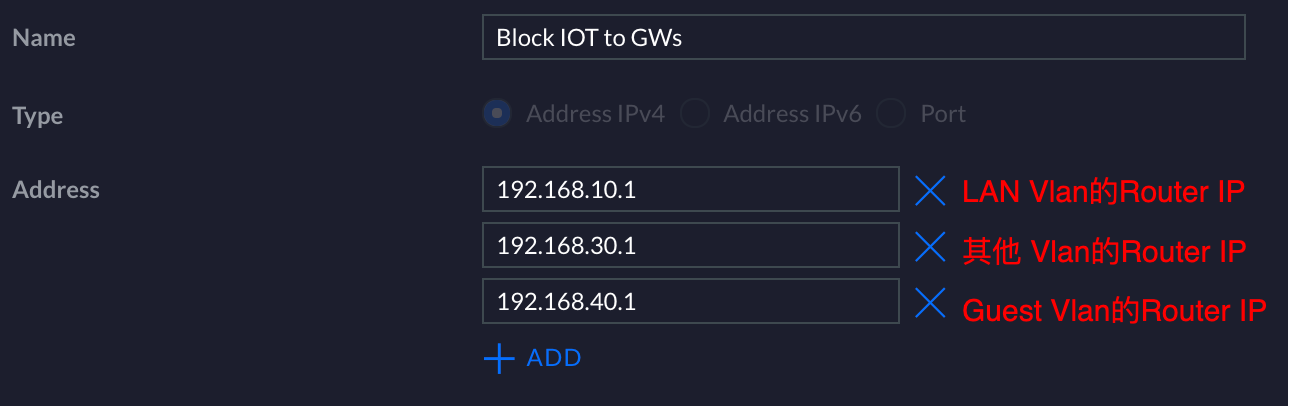 Name Block IOT to GWs
Type Address IPv4 Address IPv6 Port
Address 192.168.10.1 LAN Vlan的Router IP
192.168.30.1 其他 Vlan的Router IP
192.168.40.1 Guest Vlan的Router IP
ADD